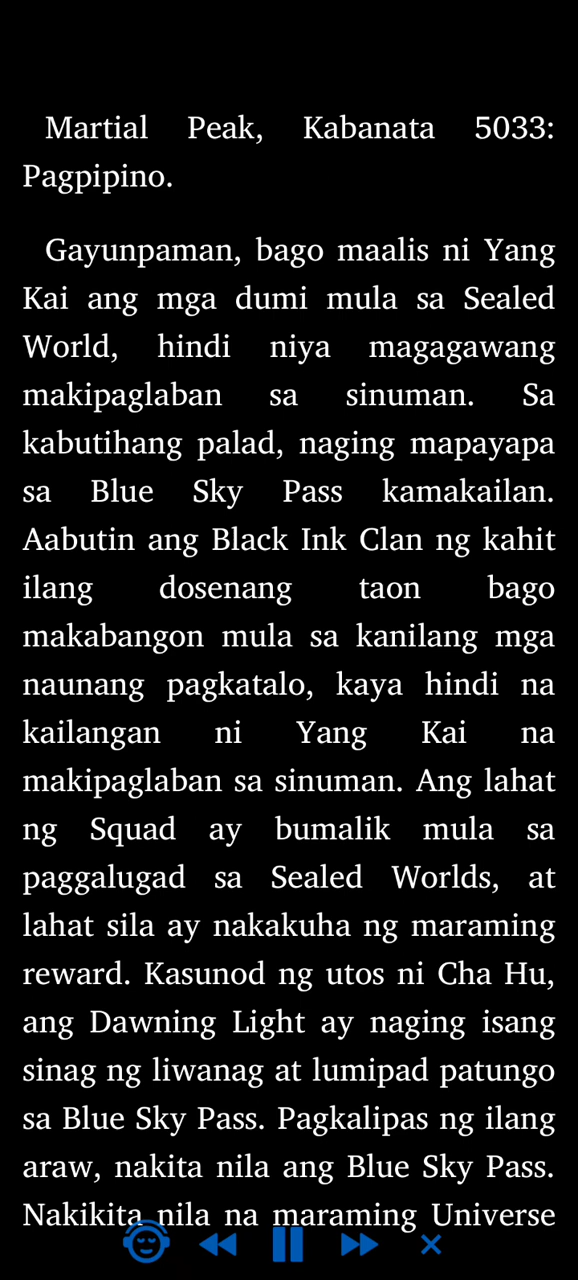 Martial Peak, Kabanata 5033:
Pagpipino.
Gayunpaman, bago maalis ni Yang
Kai ang mga dumi mula sa Sealed
World, hindi niya magagawang
makipaglaban sa sinuman. Sa
kabutihang palad, naging mapayapa
sa Blue Sky Pass kamakailan.
Aabutin ang Black Ink Clan ng kahit
ilang dosenang taon bago
makabangon mula sa kanilang mga
naunang pagkatalo, kaya hindi na
kailangan ni Yang Kai na
makipaglaban sa sinuman. Ang lahat
ng Squad ay bumalik mula sa
paggalugad sa Sealed Worlds, at
lahat sila ay nakakuha ng maraming
reward. Kasunod ng utos ni Cha Hu,
ang Dawning Light ay naging isang
sinag ng liwanag at lumipad patungo
sa Blue Sky Pass. Pagkalipas ng ilang
araw, nakita nila ang Blue Sky Pass.
Nakikita nila na maraming Universe